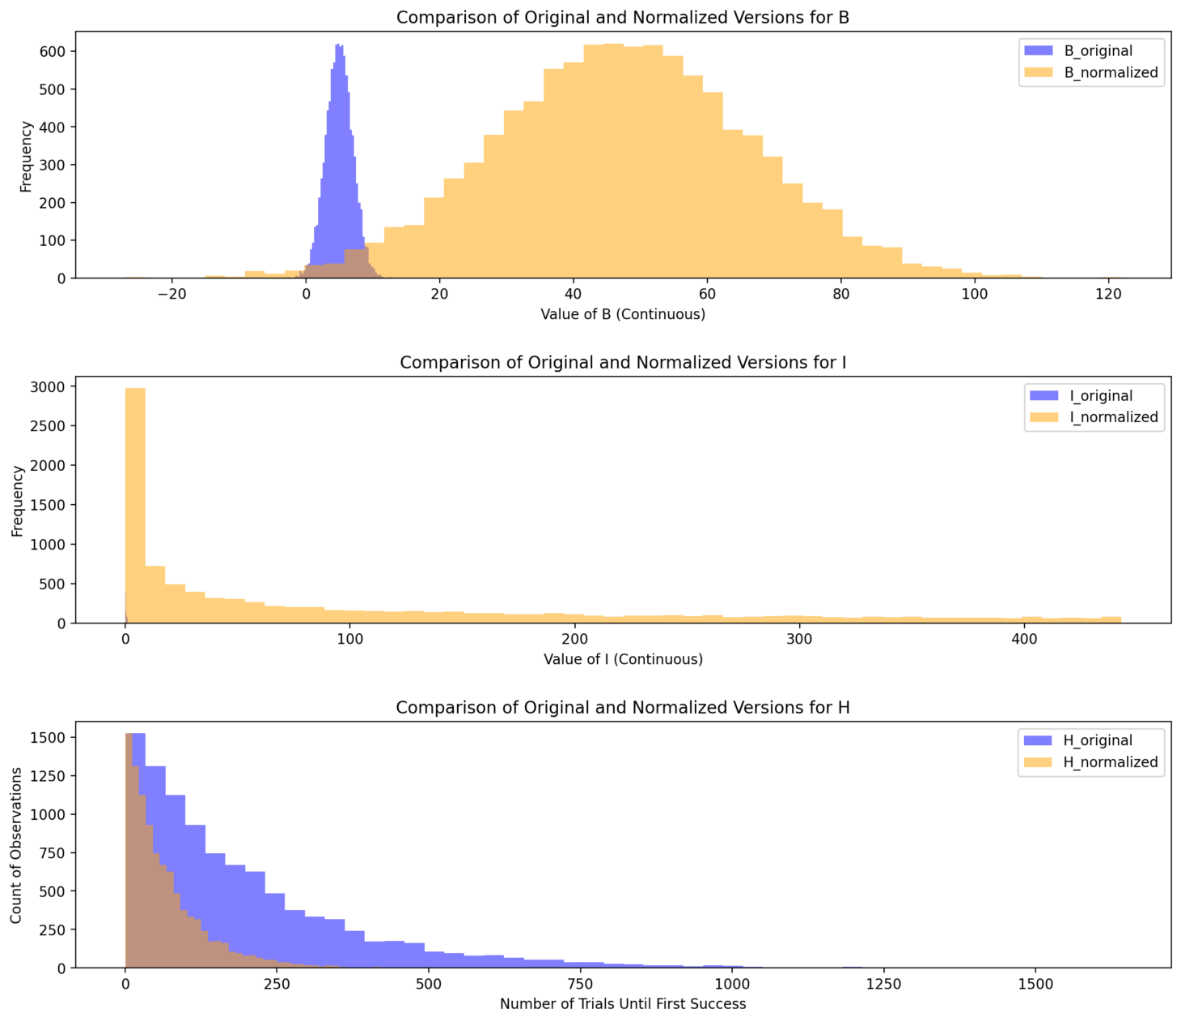 Comparison of Original and Normalized Versions for B
B_original
B_normalized
Frequency
600
500
400
300
200
100
0
−20 0 20 40 60 80 100 120
Value of B (Continuous)
Comparison of Original and Normalized Versions for I
I_original
I_normalized
Frequency
3000
2500
2000
1500
1000
500
0
0 100 200 300 400
Value of I (Continuous)
Comparison of Original and Normalized Versions for H
H_original
H_normalized
Count of Observations
1500
1250
1000
750
500
250
0
0 250 500 750 1000 1250 1500
Number of Trials Until First Success